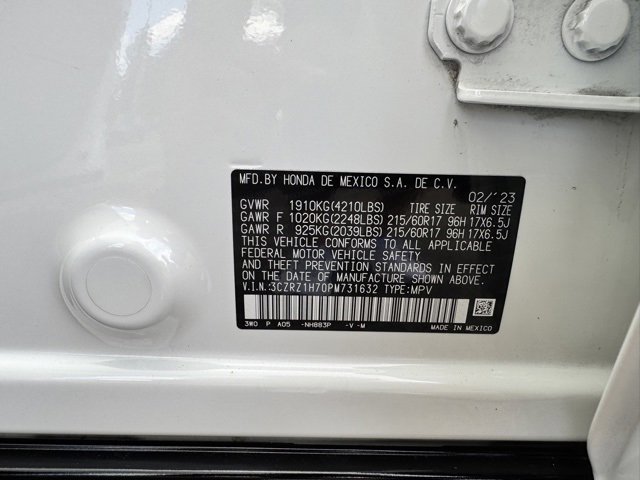 MFD.BY HONDA DE MEXICO S.A. DE C.V.
02/'23
GVWR 1910KG(4210LBS) TIRE SIZE RIM SIZE
GAWR F 1020KG(2248LBS) 215/60R17 96H 17X6.5J
GAWR R 925KG(2039LBS) 215/60R17 96H 17X6.5J
THIS VEHICLE CONFORMS TO ALL APPLICABLE
FEDERAL MOTOR VEHICLE SAFETY
AND THEFT PREVENTION STANDARDS IN EFFECT
ON THE DATE OF MANUFACTURE SHOWN ABOVE.
V.I.N.:3CZRZ1H70PM731632 TYPE:MPV
3W0 P A05 -NH883P -V -M MADE IN MEXICO